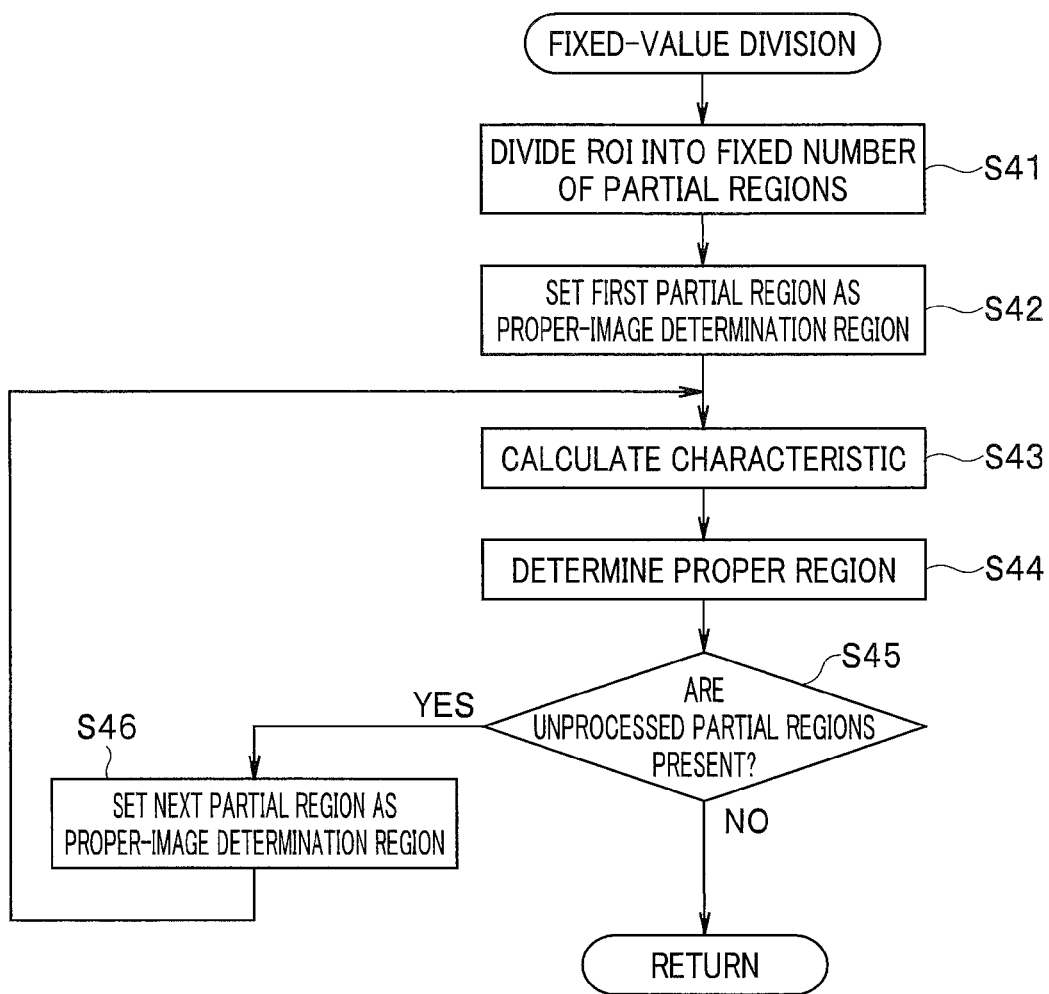 FIXED-VALUE DIVISION
DIVIDE ROI INTO FIXED NUMBER
OF PARTIAL REGIONS
S41
SET FIRST PARTIAL REGION AS
PROPER-IMAGE DETERMINATION REGION
S42
CALCULATE CHARACTERISTIC
S43
DETERMINE PROPER REGION
S44
S45
ARE
UNPROCESSED PARTIAL REGIONS
PRESENT?
YES
S46
SET NEXT PARTIAL REGION AS
PROPER-IMAGE DETERMINATION REGION
NO
RETURN